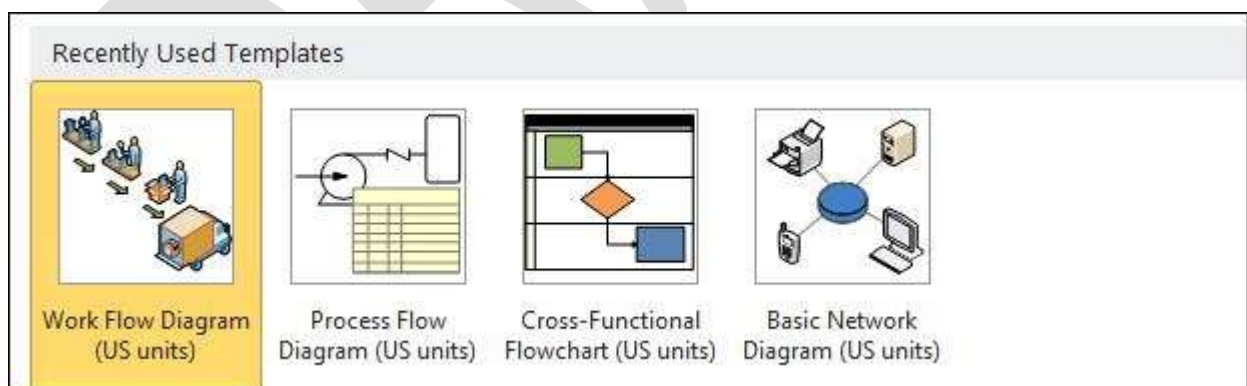 Recently Used Templates
Work Flow Diagram
(US units)
Process Flow
Diagram (US units)
Cross-Functional
Flowchart (US units)
Basic Network
Diagram (US units)